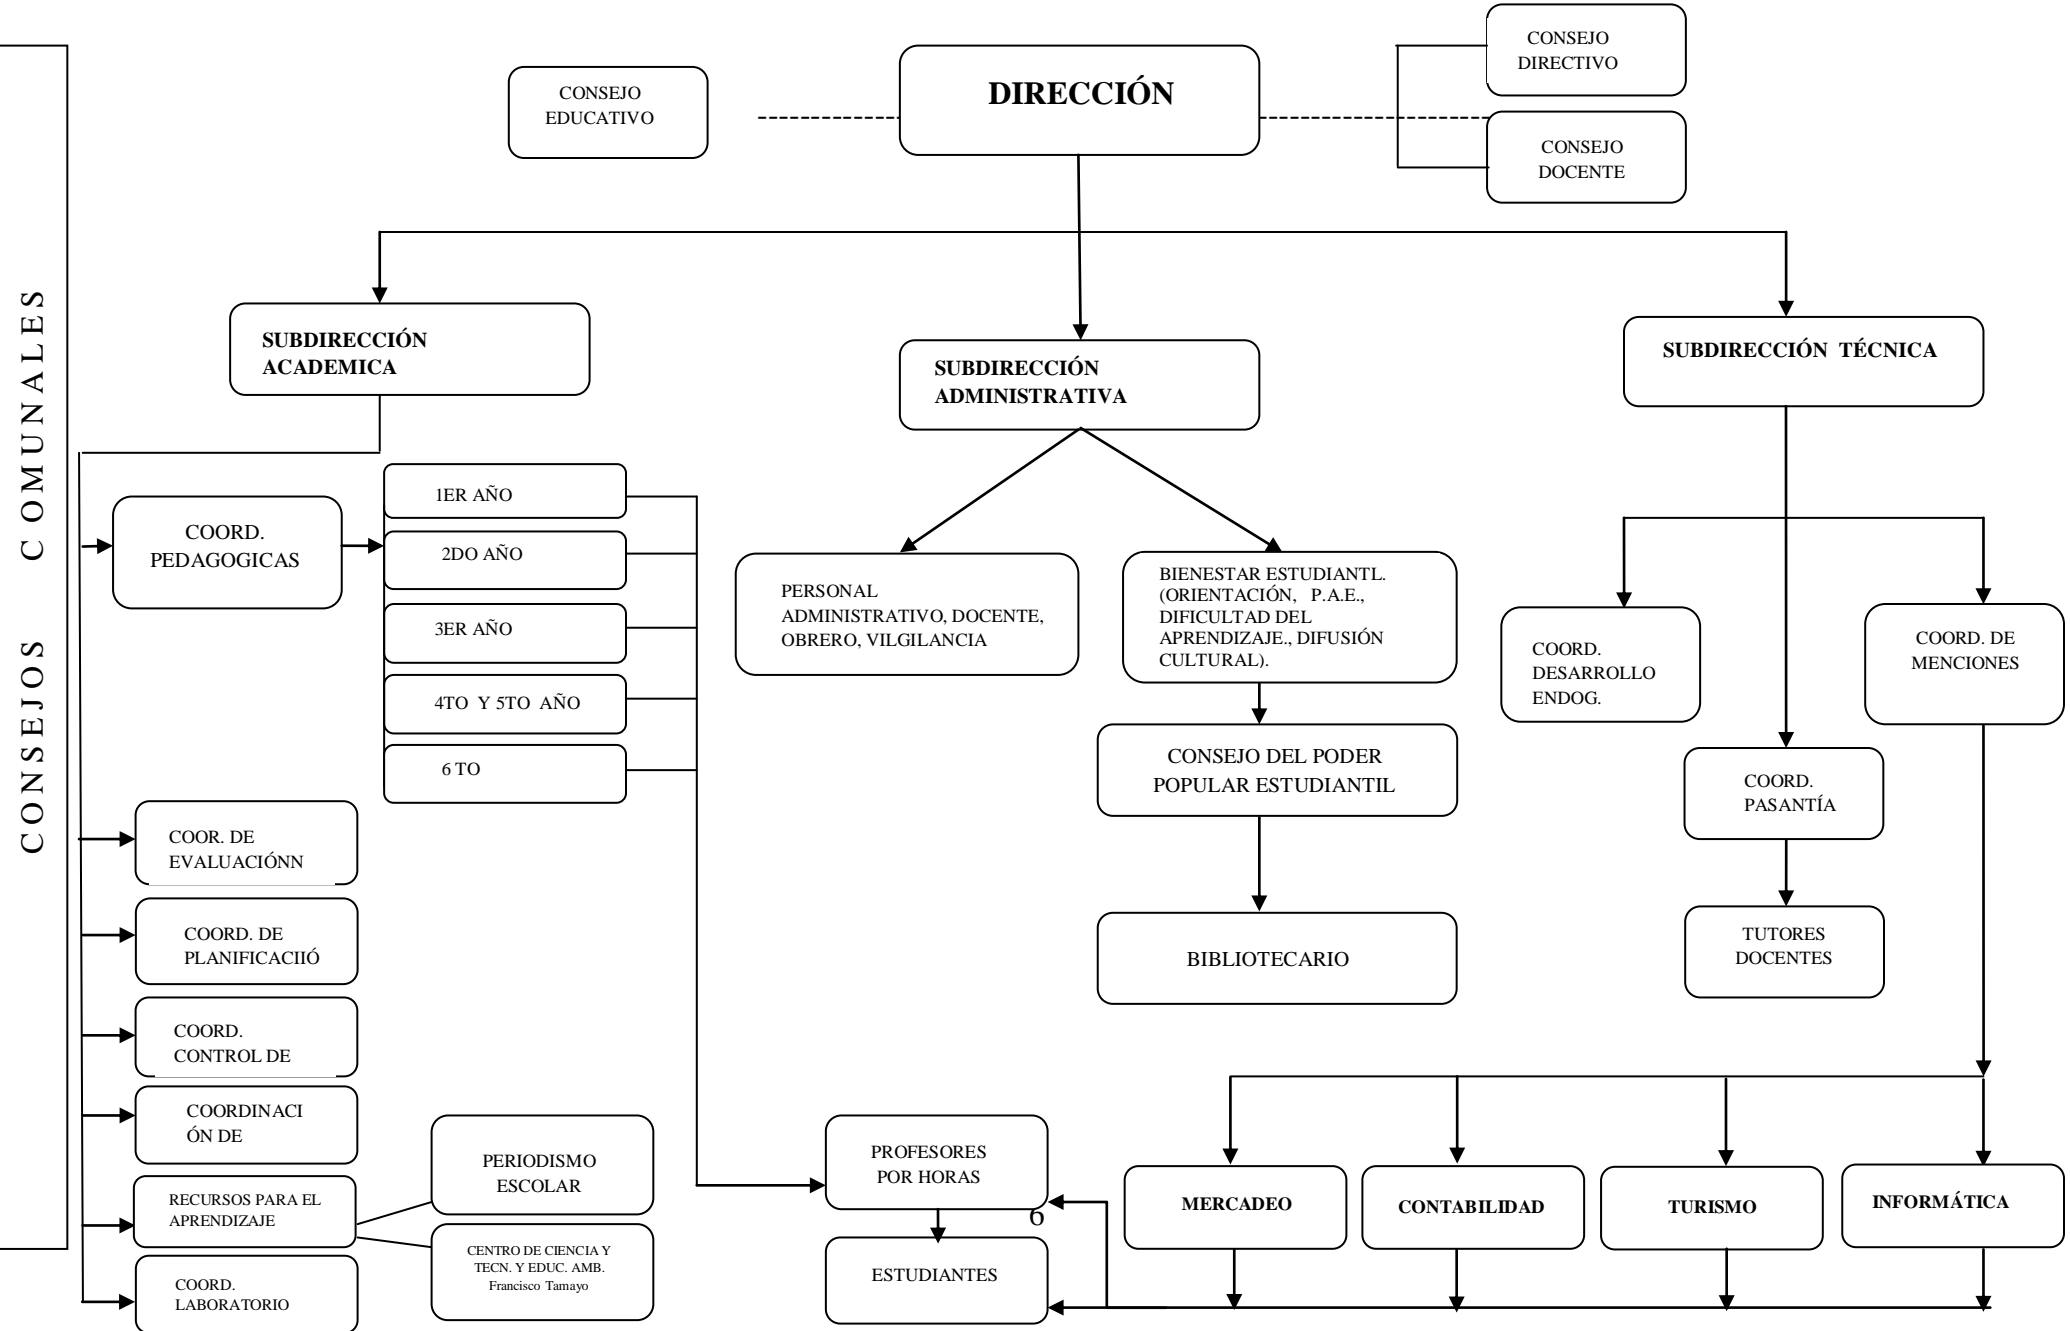 CONSEJO
DIRECTIVO
DIRECCIÓN
CONSEJO
EDUCATIVO
CONSEJO
DOCENTE
CONSEJOS C OMUNALES
SUBDIRECCIÓN
ACADEMICA
SUBDIRECCIÓN
ADMINISTRATIVA
SUBDIRECCIÓN TÉCNICA
COORD.
PEDAGOGICAS
1ER AÑO
2DO AÑO
3ER AÑO
4TO Y 5TO AÑO
6 TO
PERSONAL
ADMINISTRATIVO, DOCENTE,
OBRERO, VILGILANCIA
BIENESTAR ESTUDIANTL.
(ORIENTACIÓN, P.A.E.,
DIFICULTAD DEL
APRENDIZAJE., DIFUSIÓN
CULTURAL).
CONSEJO DEL PODER
POPULAR ESTUDIANTIL
BIBLIOTECARIO
COORD.
DESARROLLO
ENDOG.
COORD. DE
MENCIONES
COORD.
PASANTÍA
TUTORES
DOCENTES
COOR. DE
EVALUACIÓNN
COORD. DE
PLANIFICACIIÓ
COORD.
CONTROL DE
COORDINACI
ÓN DE
RECURSOS PARA EL
APRENDIZAJE
COORD.
LABORATORIO
PERIODISMO
ESCOLAR
CENTRO DE CIENCIA Y
TECN. Y EDUC. AMB.
Francisco Tamayo
PROFESORES
POR HORAS
6
ESTUDIANTES
MERCADEO
CONTABILIDAD
TURISMO
INFORMÁTICA